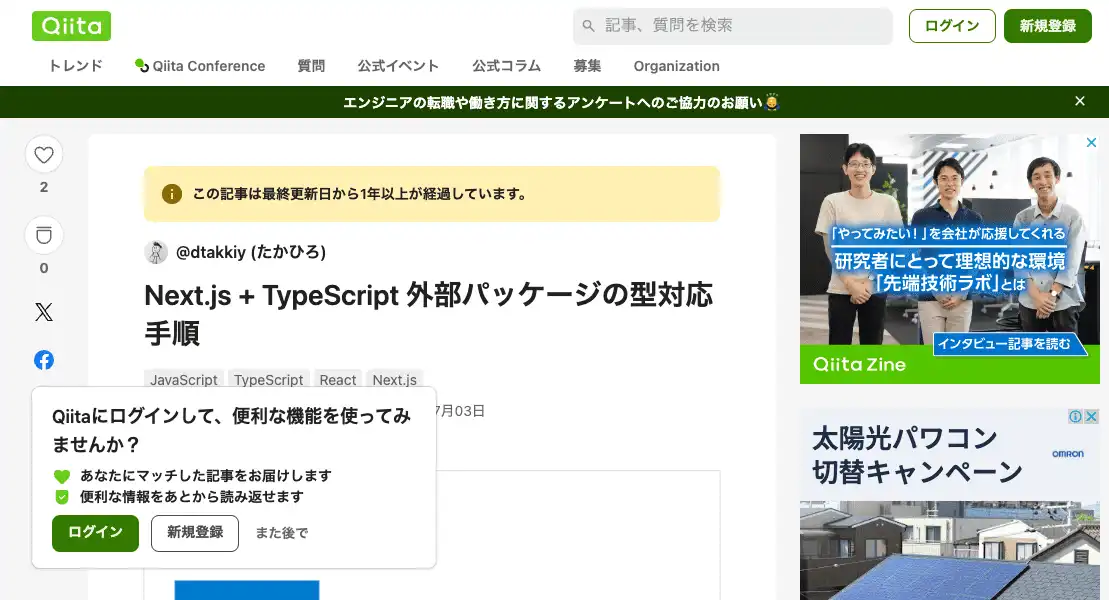 Qiita
記事、質問を検索
ログイン
新規登録
トレンド
Qiita Conference
質問
公式イベント
公式コラム
募集
Organization
エンジニアの転職や働き方に関するアンケートへのご協力のお願い
2
0
この記事は最終更新日から1年以上が経過しています。
@dtakkiy (たかひろ)
Next.js + TypeScript 外部パッケージの型対応
手順
JavaScript TypeScript React Next.js
7月03日
Qiitaにログインして、便利な機能を使ってみ
ませんか？
あなたにマッチした記事をお届けします
便利な情報をあとから読み返せます
ログイン
新規登録
また後で
「やってみたい！」を会社が応援してくれる
研究者にとって理想的な環境
「先端技術ラボ」とは
インタビュー記事を読む
Qiita Zine
太陽光パワコン
切替キャンペーン
OMRON